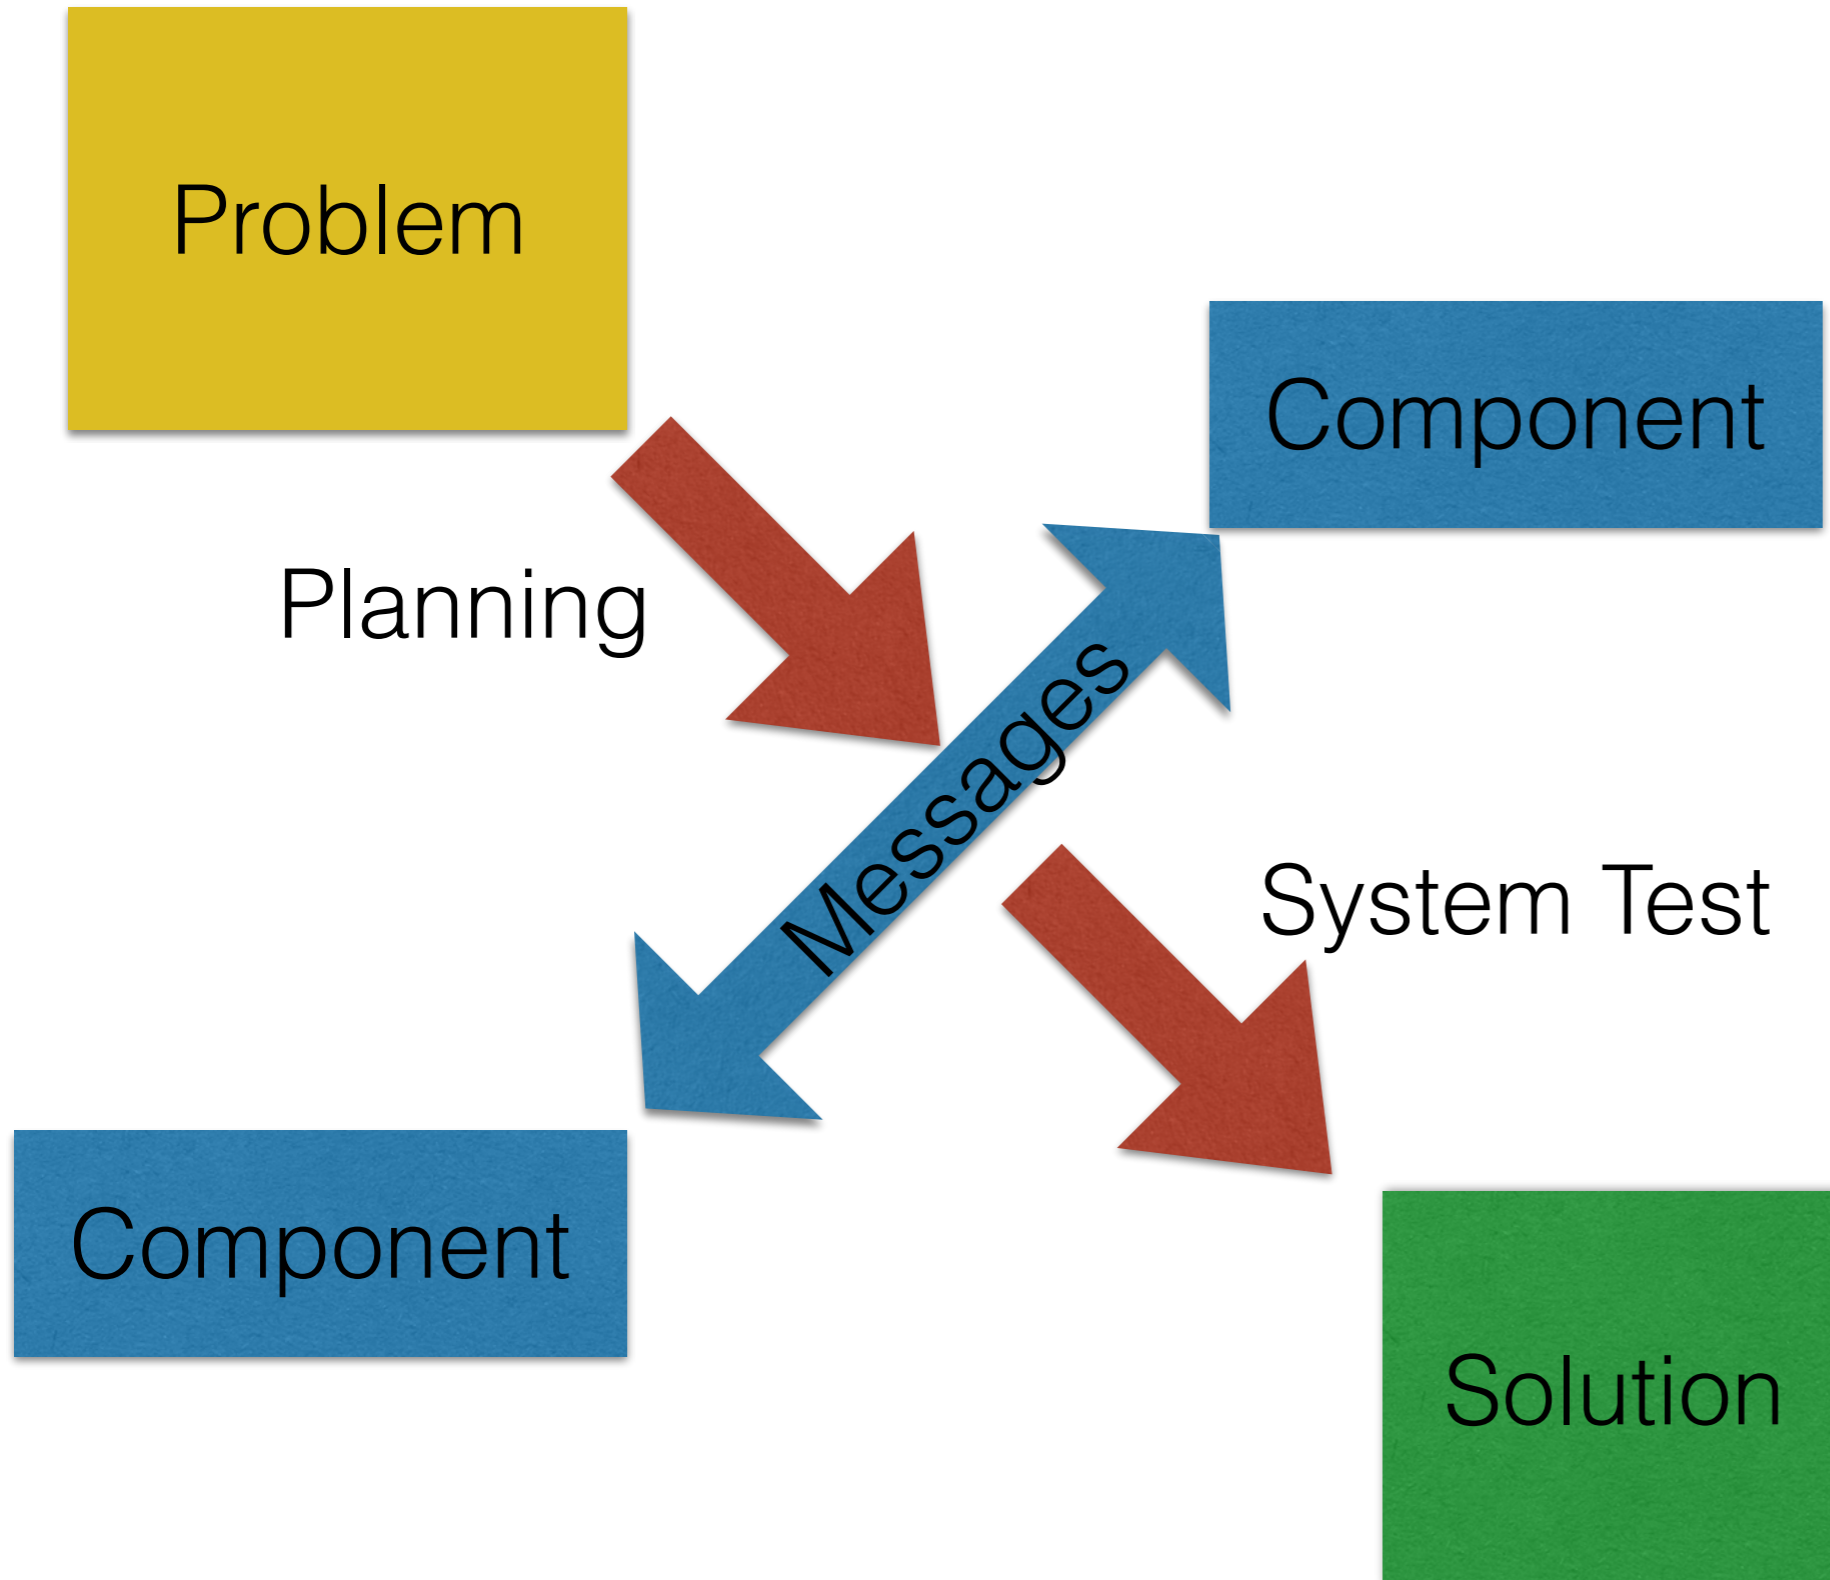 Problem
Component
Planning
Messages
System Test
Component
Solution